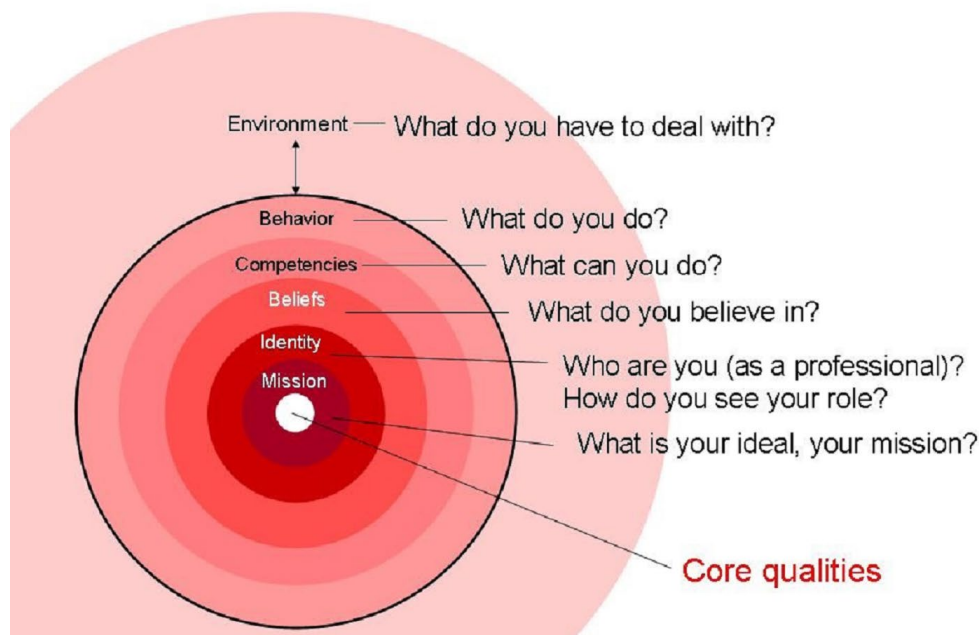 Environment What do you have to deal with?
Behavior What do you do?
Competencies What can you do?
Beliefs What do you believe in?
Identity Who are you (as a professional)?
How do you see your role?
Mission What is your ideal, your mission?
Core qualities